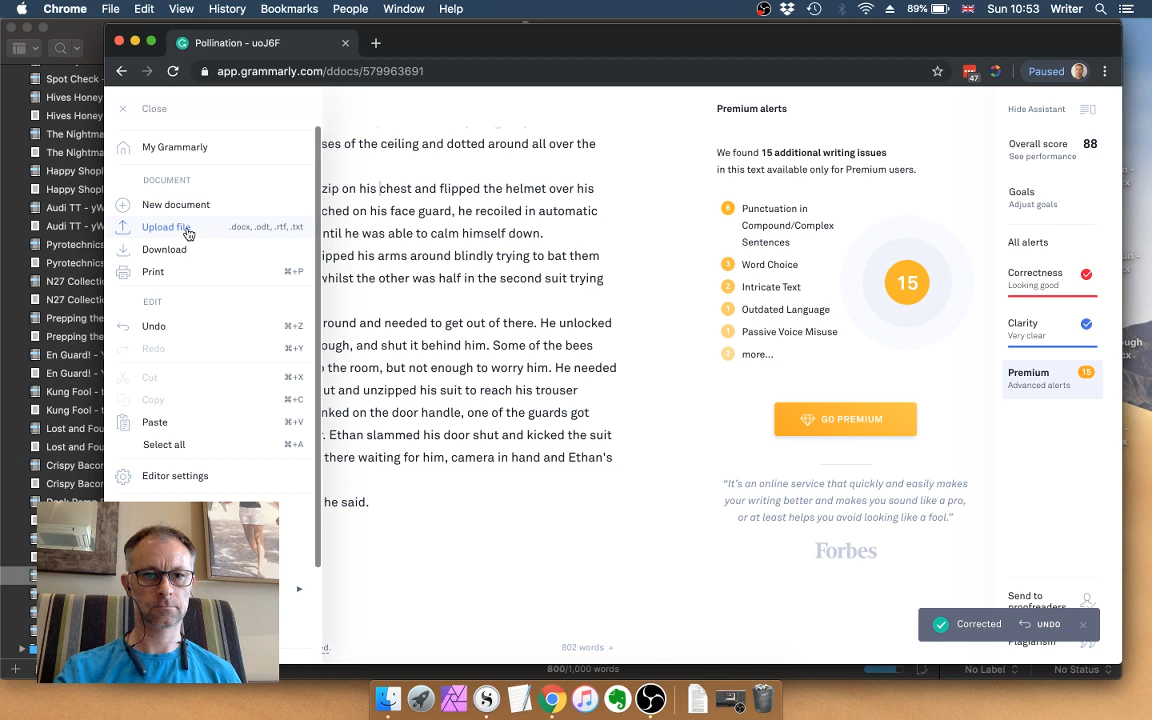 Chrome File Edit View History Bookmarks People Window Help
89% Sun 10:53 Writer
Pollination - uoJ6F
app.grammarly.com/ddocs/579963691
47
Paused
Spot Check -
Hives Honey
Hives Honey
The Nightma
The Nightma
Happy Shopl
Happy Shopl
Audi TT - yW
Audi TT - yW
Pyrotechnics
Pyrotechnics
N27 Collectio
N27 Collectio
Prepping the
Prepping the
En Guard! - Y
En Guard! - Y
Kung Fool - t
Kung Fool - t
Lost and Fou
Lost and Fou
Crispy Bacor
Crispy Bacor
Close
My Grammarly
DOCUMENT
New document
Upload file .docx, .odt, .rtf, .txt
Download
Print ⌘+P
EDIT
Undo ⌘+Z
Redo ⌘+Y
Cut ⌘+X
Copy ⌘+C
Paste ⌘+V
Select all ⌘+A
Editor settings
ses of the ceiling and dotted around all over the
zip on his chest and flipped the helmet over his
ched on his face guard, he recoiled in automatic
ntil he was able to calm himself down.
ipped his arms around blindly trying to bat them
whilst the other was half in the second suit trying
round and needed to get out of there. He unlocked
ough, and shut it behind him. Some of the bees
the room, but not enough to worry him. He needed
ut and unzipped his suit to reach his trouser
nked on the door handle, one of the guards got
r. Ethan slammed his door shut and kicked the suit
there waiting for him, camera in hand and Ethan's
he said.
802 words
Premium alerts
We found 15 additional writing issues
in this text available only for Premium users.
6 Punctuation in
Compound/Complex
Sentences
3 Word Choice
2 Intricate Text
1 Outdated Language
1 Passive Voice Misuse
2 more...
15
GO PREMIUM
“It’s an online service that quickly and easily makes
your writing better and makes you sound like a pro,
or at least helps you avoid looking like a fool.”
Forbes
Hide Assistant
Overall score 88
See performance
Goals
Adjust goals
All alerts
Correctness
Looking good
Clarity
Very clear
Premium 15
Advanced alerts
Send to
proofreaders
Plagiarism
Corrected UNDO
800/1,000 words
No Label
No Status